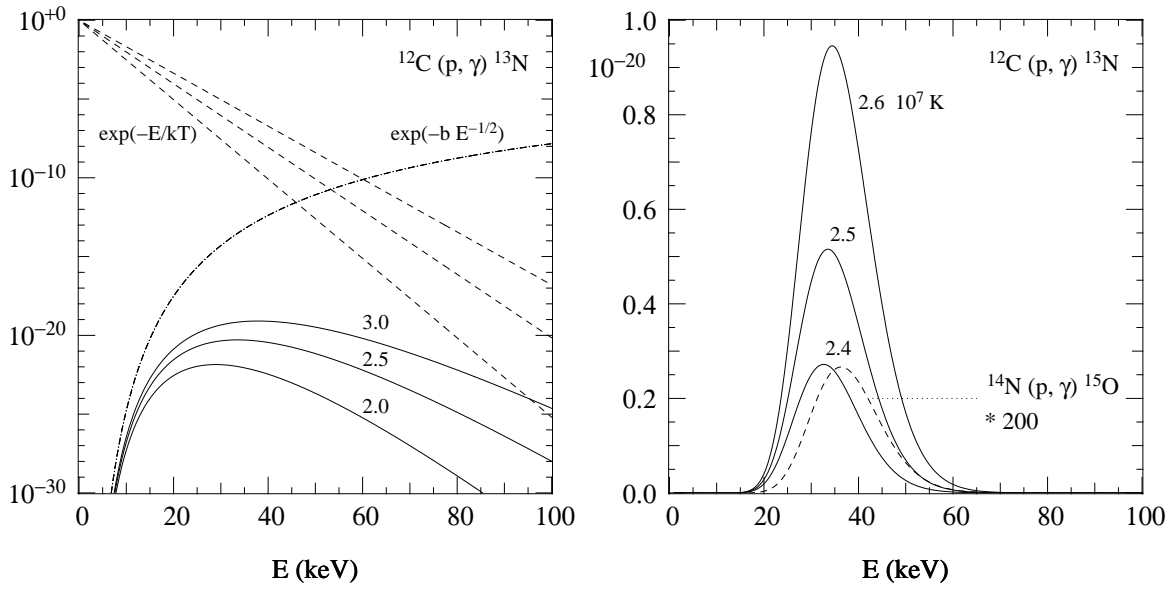 10⁺⁰
10⁻¹⁰
10⁻²⁰
10⁻³⁰
¹²C (p, γ) ¹³N
exp(−E/kT)
exp(−b E⁻¹/²)
3.0
2.5
2.0
0 20 40 60 80 100
E (keV)
1.0
10⁻²⁰
0.8
0.6
0.4
0.2
0.0
¹²C (p, γ) ¹³N
2.6 10⁷ K
2.5
2.4
¹⁴N (p, γ) ¹⁵O
* 200
0 20 40 60 80 100
E (keV)